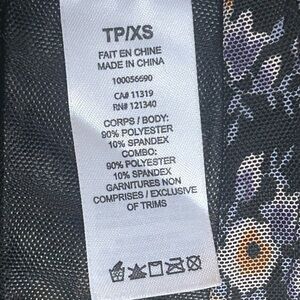 TP/XS
FAIT EN CHINE
MADE IN CHINA
100056690
CA# 11319
RN# 121340
CORPS / BODY:
90% POLYESTER
10% SPANDEX
COMBO:
90% POLYESTER
10% SPANDEX
GARNITURES NON
COMPRISES / EXCLUSIVE
OF TRIMS